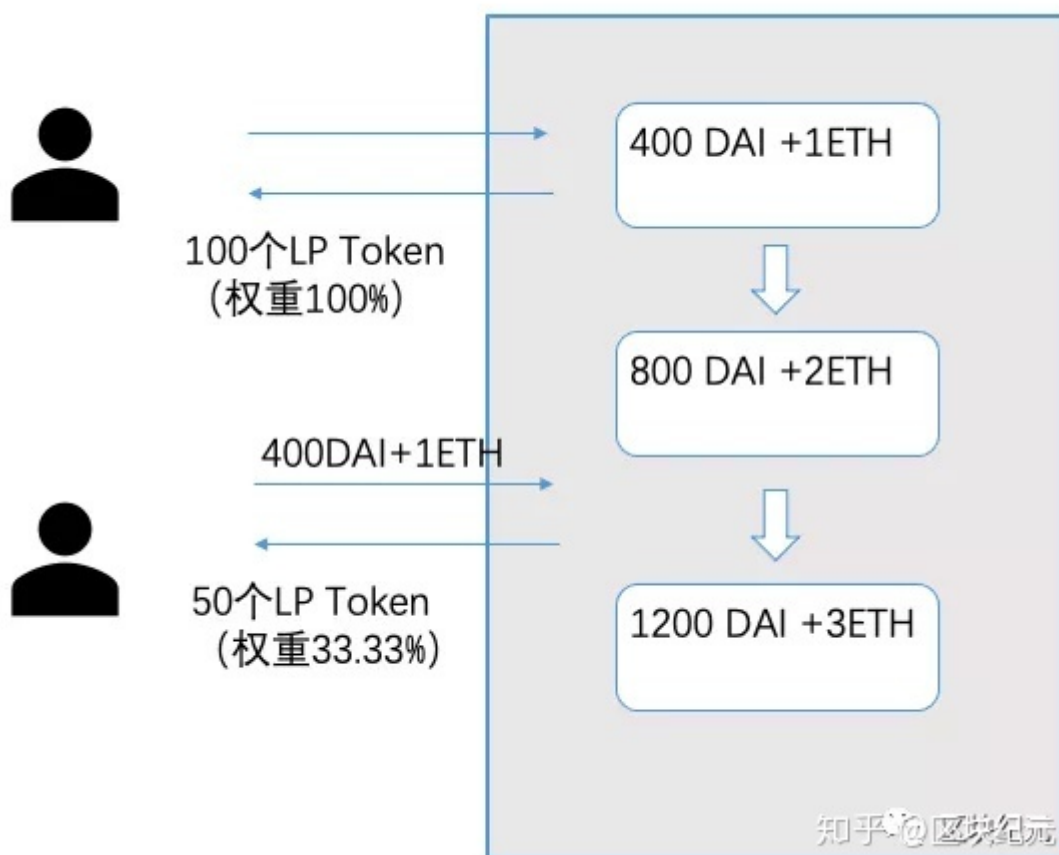 400 DAI +1ETH
100个LP Token
（权重100%）
800 DAI +2ETH
400DAI+1ETH
50个LP Token
（权重33.33%）
1200 DAI +3ETH
知乎 @区块纪元